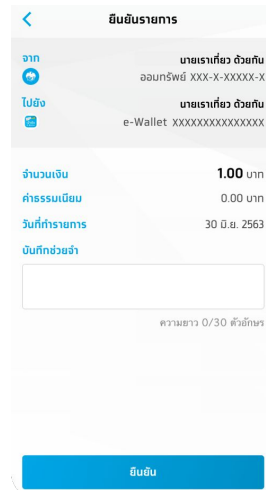 ยืนยันรายการ
จาก นายเราเที่ยว ด้วยกัน
ออมทรัพย์ XXX-X-XXXXX-X
ไปยัง นายเราเที่ยว ด้วยกัน
e-Wallet XXXXXXXXXXXXXXX
จำนวนเงิน 1.00 บาท
ค่าธรรมเนียม 0.00 บาท
วันที่ทำรายการ 30 มิ.ย. 2563
บันทึกช่วยจำ
ความยาว 0/30 ตัวอักษร
ยืนยัน